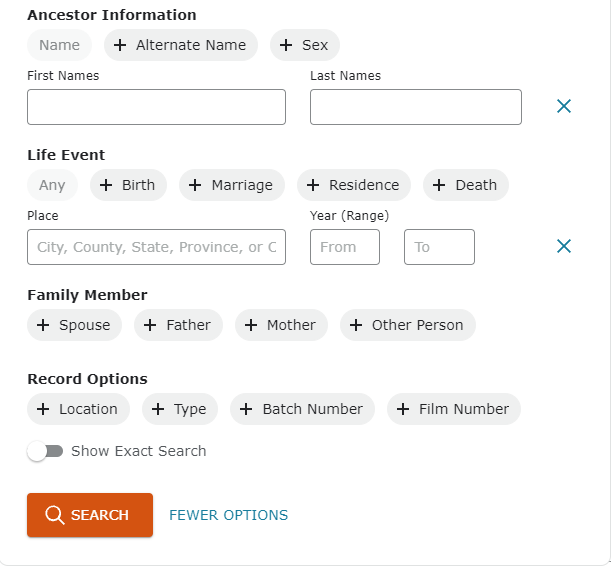 Ancestor Information
Name + Alternate Name + Sex
First Names Last Names
Life Event
Any + Birth + Marriage + Residence + Death
Place Year (Range)
City, County, State, Province, or C From To
Family Member
+ Spouse + Father + Mother + Other Person
Record Options
+ Location + Type + Batch Number + Film Number
Show Exact Search
SEARCH FEWER OPTIONS